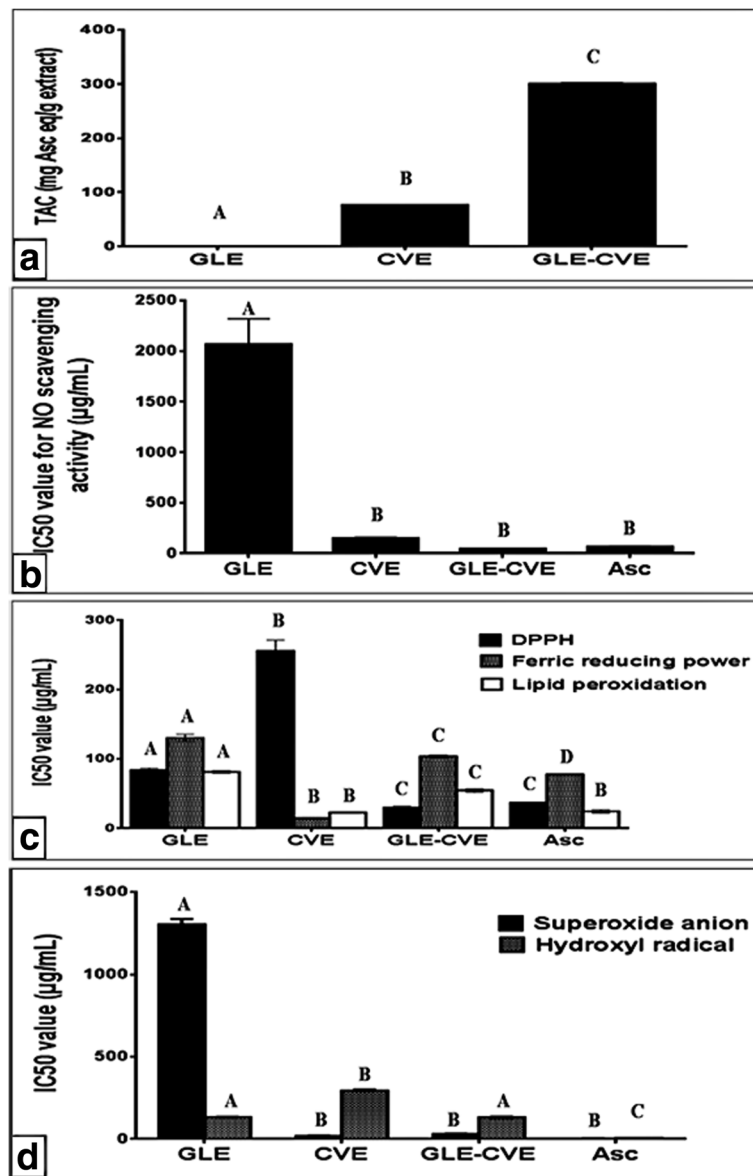 TAC (mg Asc eq/g extract)
400
300
200
100
0
A
B
C
GLE
CVE
GLE-CVE
a
IC50 value for NO scavenging
activity (µg/mL)
2500
2000
1500
1000
500
0
A
B
B
B
GLE
CVE
GLE-CVE
Asc
b
IC50 value (µg/mL)
300
200
100
0
DPPH
Ferric reducing power
Lipid peroxidation
A
A
A
B
B
B
C
C
C
C
D
B
GLE
CVE
GLE-CVE
Asc
c
IC50 value (µg/mL)
1500
1000
500
0
Superoxide anion
Hydroxyl radical
A
A
B
B
B
A
B
C
GLE
CVE
GLE-CVE
Asc
d